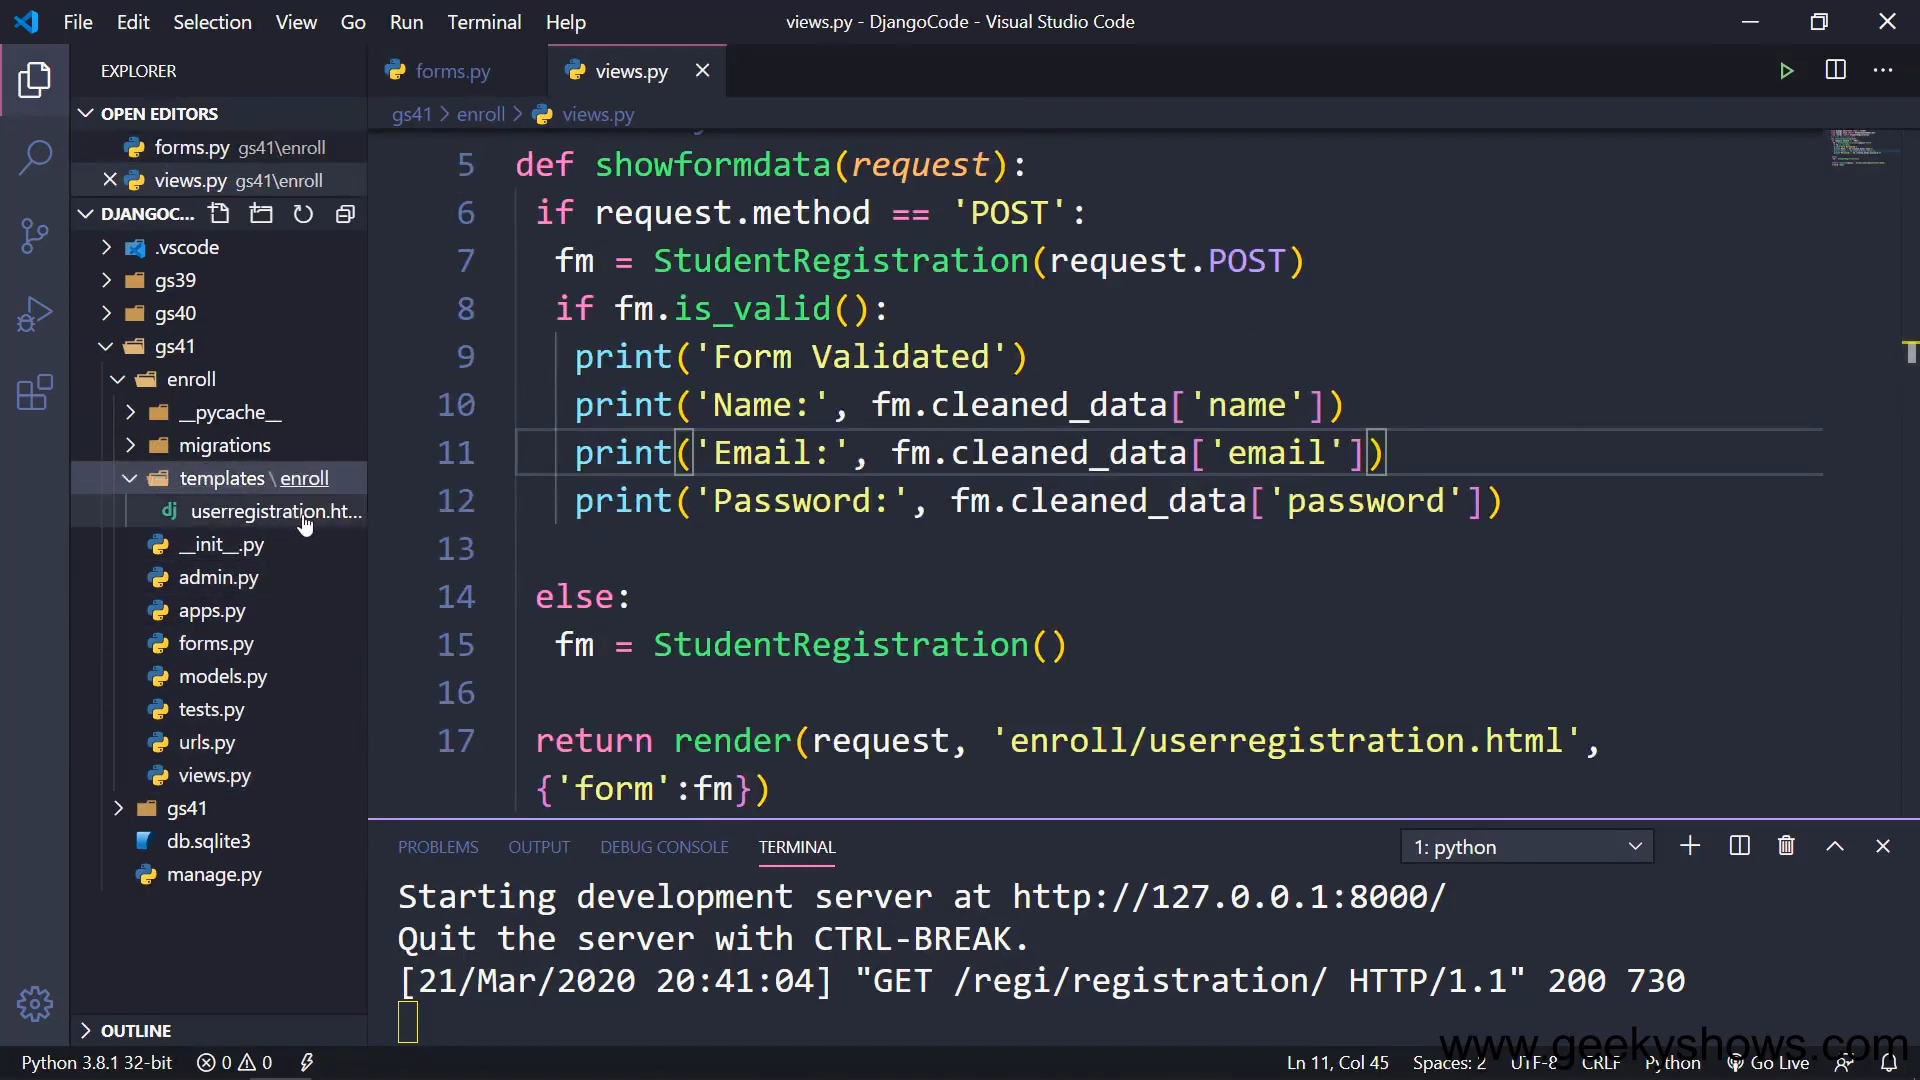 File Edit Selection View Go Run Terminal Help
views.py - DjangoCode - Visual Studio Code
EXPLORER
OPEN EDITORS
forms.py gs41\enroll
views.py gs41\enroll
DJANGOC...
.vscode
gs39
gs40
gs41
enroll
__pycache__
migrations
templates \ enroll
userregistration.ht...
__init__.py
admin.py
apps.py
forms.py
models.py
tests.py
urls.py
views.py
gs41
db.sqlite3
manage.py
OUTLINE
forms.py
views.py
gs41 > enroll > views.py
5 def showformdata(request):
6 if request.method == 'POST':
7 fm = StudentRegistration(request.POST)
8 if fm.is_valid():
9 print('Form Validated')
10 print('Name:', fm.cleaned_data['name'])
11 print('Email:', fm.cleaned_data['email'])
12 print('Password:', fm.cleaned_data['password'])
13
14 else:
15 fm = StudentRegistration()
16
17 return render(request, 'enroll/userregistration.html',
{'form':fm})
PROBLEMS OUTPUT DEBUG CONSOLE TERMINAL
1: python
Starting development server at http://127.0.0.1:8000/
Quit the server with CTRL-BREAK.
[21/Mar/2020 20:41:04] "GET /regi/registration/ HTTP/1.1" 200 730
www.geekyshows.com
Python 3.8.1 32-bit 0 0
Ln 11, Col 45 Spaces: 2 UTF-8 CRLF Python Go Live